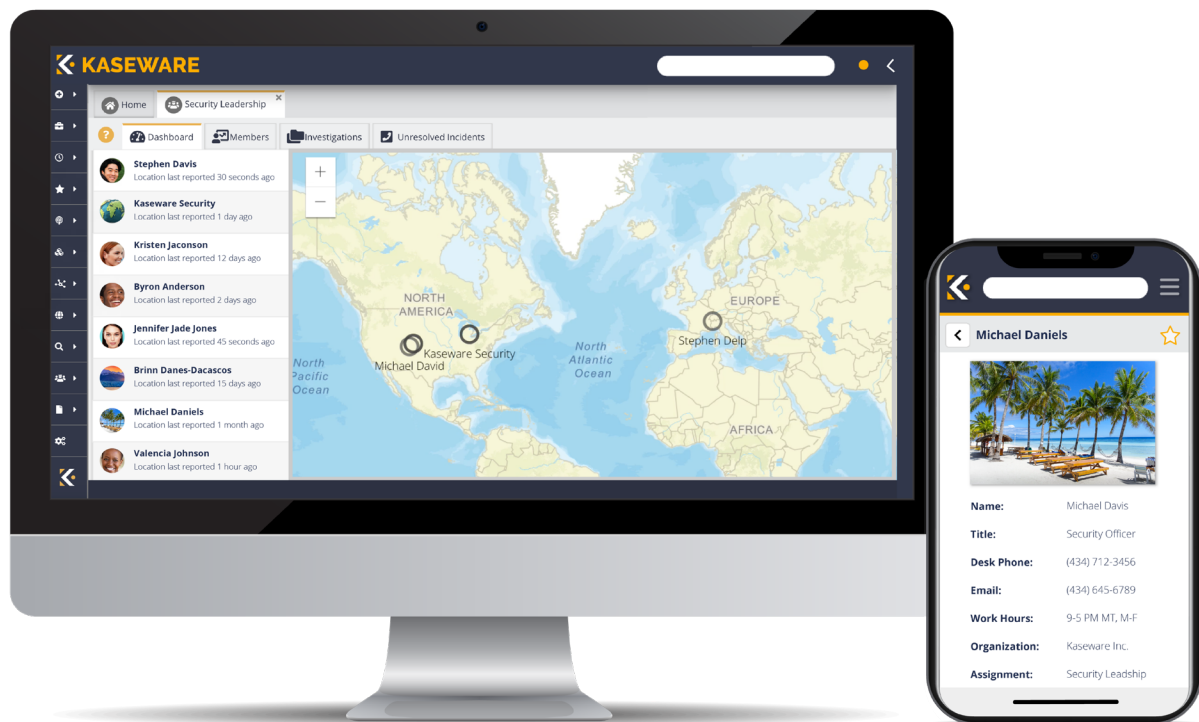 KASEWARE
Home
Security Leadership
?
Dashboard
Members
Investigations
Unresolved Incidents
Stephen Davis
Location last reported 30 seconds ago
Kaseware Security
Location last reported 1 day ago
Kristen Jaconson
Location last reported 12 days ago
Byron Anderson
Location last reported 2 days ago
Jennifer Jade Jones
Location last reported 45 seconds ago
Brinn Danes-Dacascos
Location last reported 15 days ago
Michael Daniels
Location last reported 1 month ago
Valencia Johnson
Location last reported 1 hour ago
NORTH
AMERICA
EUROPE
Kaseware Security
Michael David
Stephen Delp
North
Pacific
Ocean
North
Atlantic
Ocean
AFRICA
Michael Daniels
Name: Michael Davis
Title: Security Officer
Desk Phone: (434) 712-3456
Email: (434) 645-6789
Work Hours: 9-5 PM MT, M-F
Organization: Kaseware Inc.
Assignment: Security Leadship